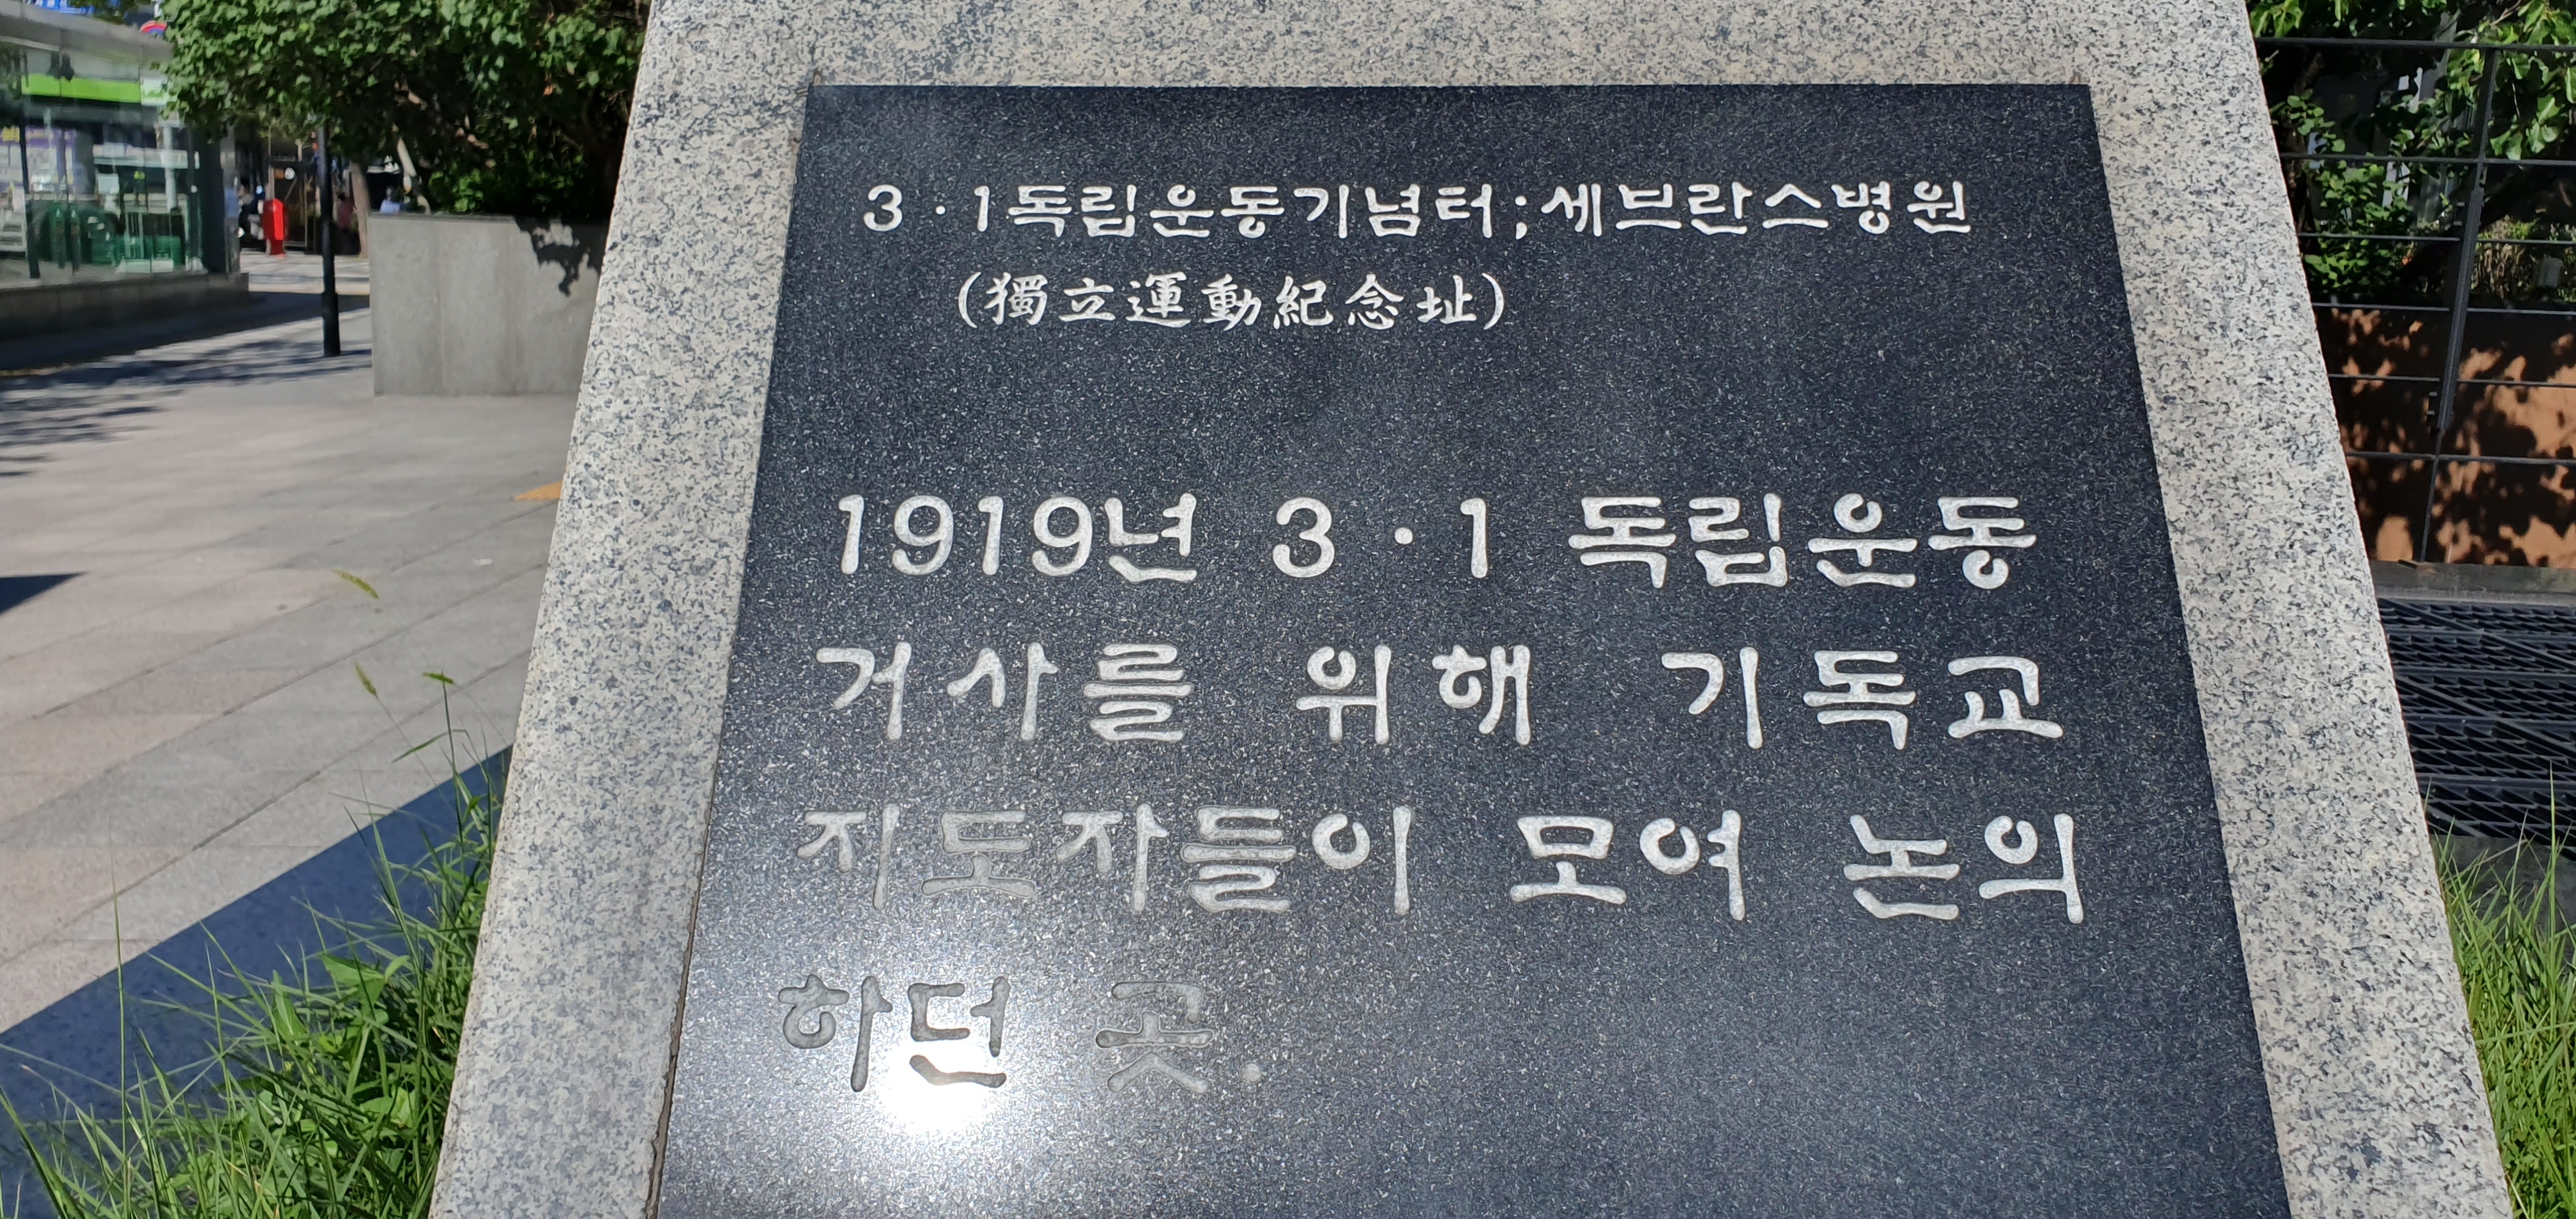 3·1독립운동기념터;세브란스병원
(獨立運動紀念址)
1919년 3·1 독립운동
거사를 위해 기독교
지도자들이 모여 논의
하던 곳.